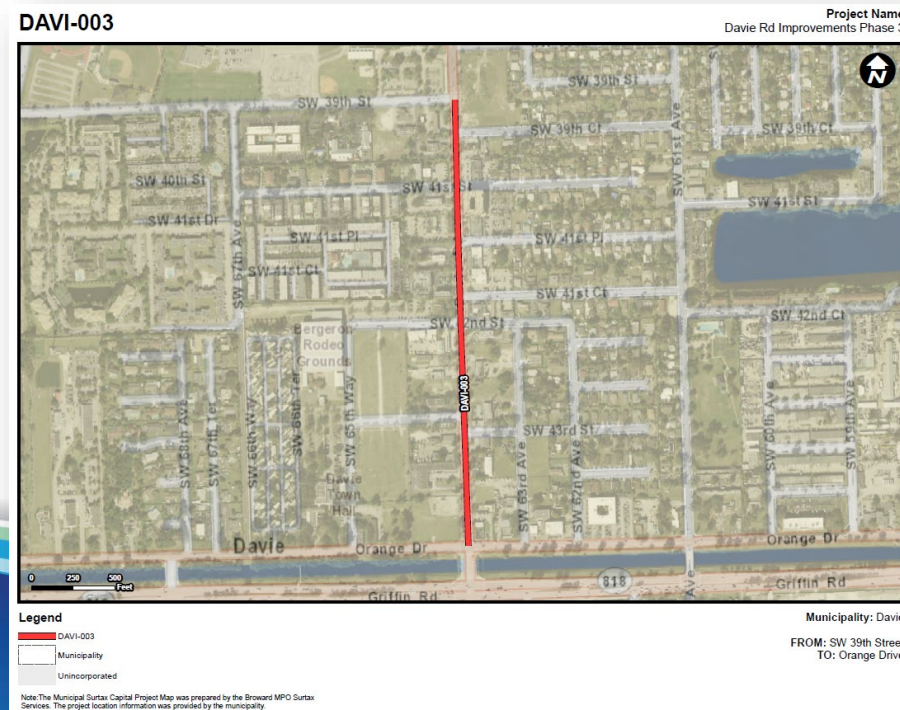 DAVI-003
Project Name
Davie Rd Improvements Phase 3
N
SW 39th St
SW 39th St
SW 39th Ct
SW 39th Ct
SW 61st Ave
SW 40th St
SW 41st St
SW 41st St
SW 41st Dr
SW 41st Pl
SW 41st Pl
SW 67th Ave
SW 41st Ct
SW 41st Ct
SW 42nd St
SW 42nd Ct
Bergeron
Rodeo
Grounds
DAVI-003
SW 68th Ave
SW 67th Ter
SW 66th Way
SW 66th Ter
SW 65th Way
SW 43rd St
SW 63rd Ave
SW 62nd Ave
SW 60th Ave
SW 59th Ave
Davie
Town
Hall
Davie
Orange Dr
Orange Dr
0 250 500
Feet
818
Griffin Rd
Griffin Rd
Ave
Legend
DAVI-003
Municipality
Unincorporated
Municipality: Davie
FROM: SW 39th Street
TO: Orange Drive
Note:The Municipal Surtax Capital Project Map was prepared by the Broward MPO Surtax
Services. The project location information was provided by the municipality.